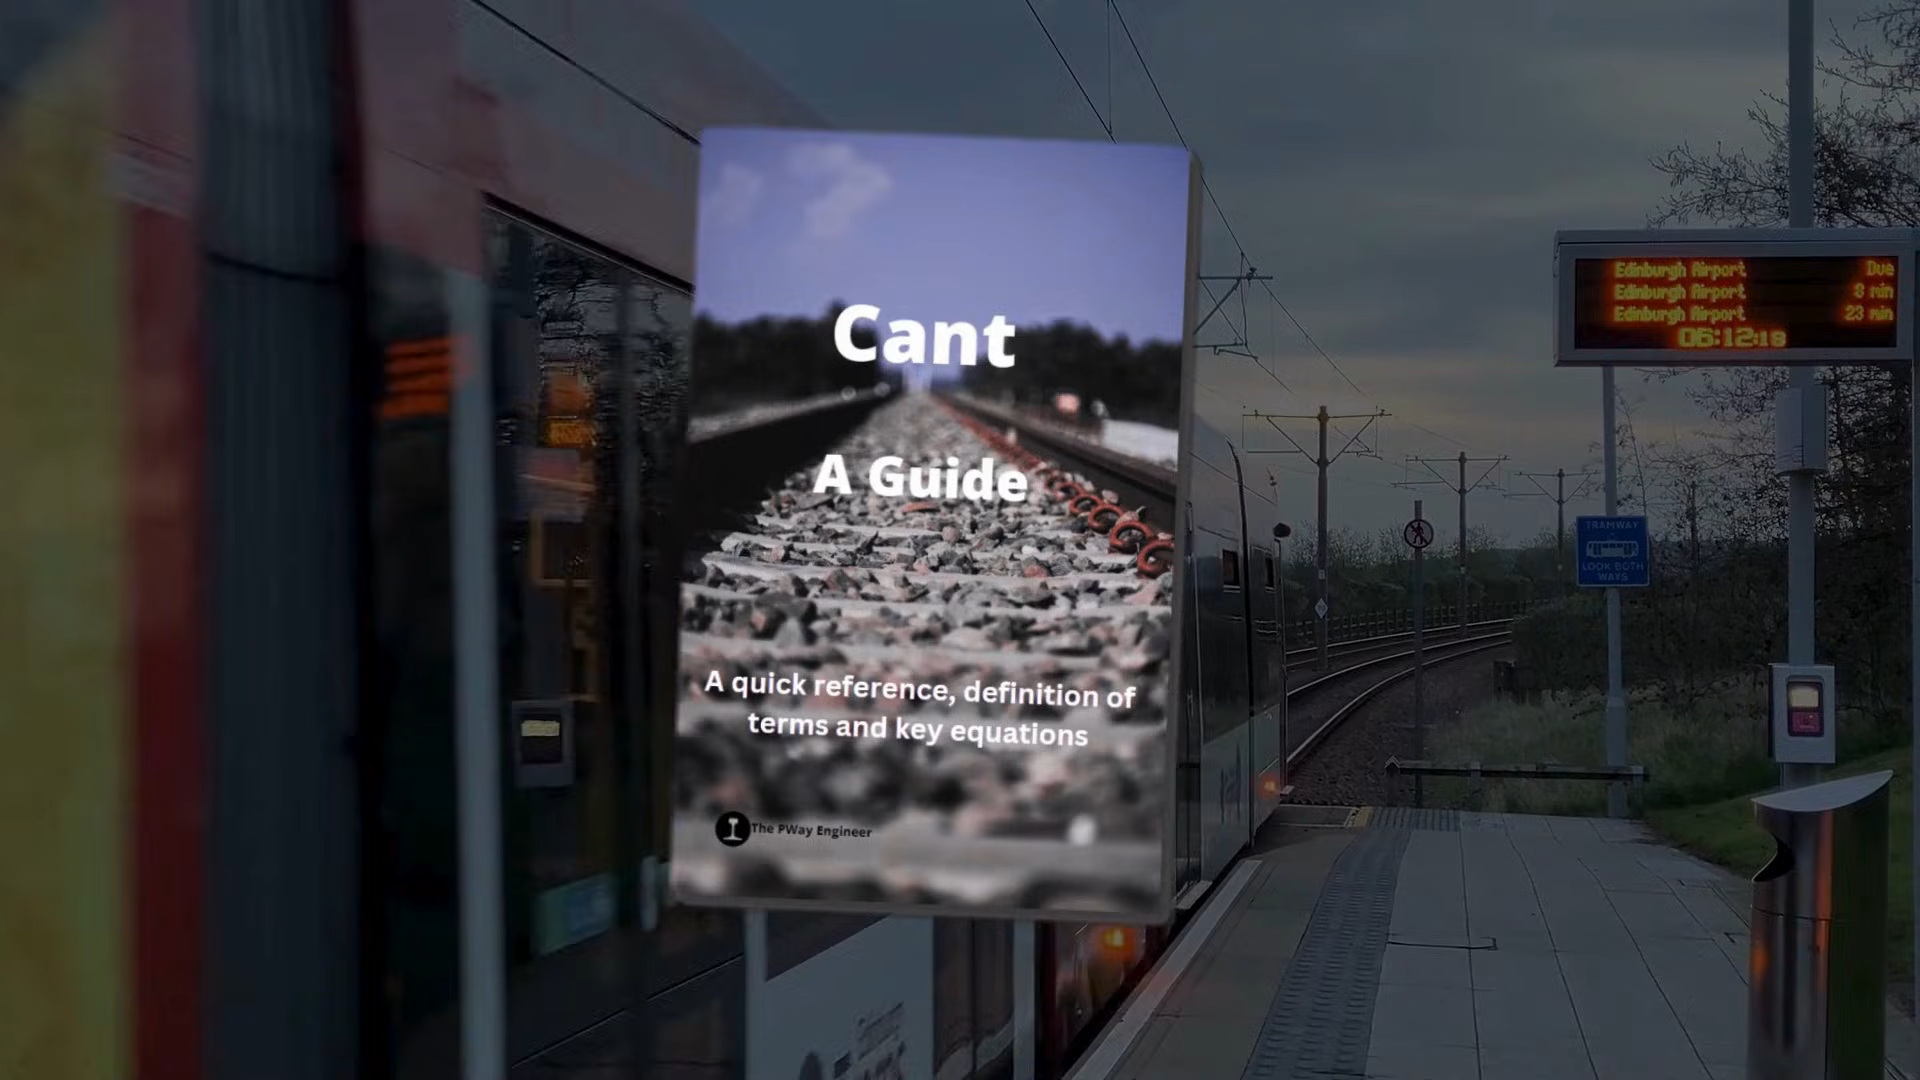 Cant
A Guide
A quick reference, definition of
terms and key equations
The PWay Engineer
Edinburgh Airport Due
Edinburgh Airport 8 min
Edinburgh Airport 23 min
06:12:18
TRAMWAY
LOOK BOTH
WAYS